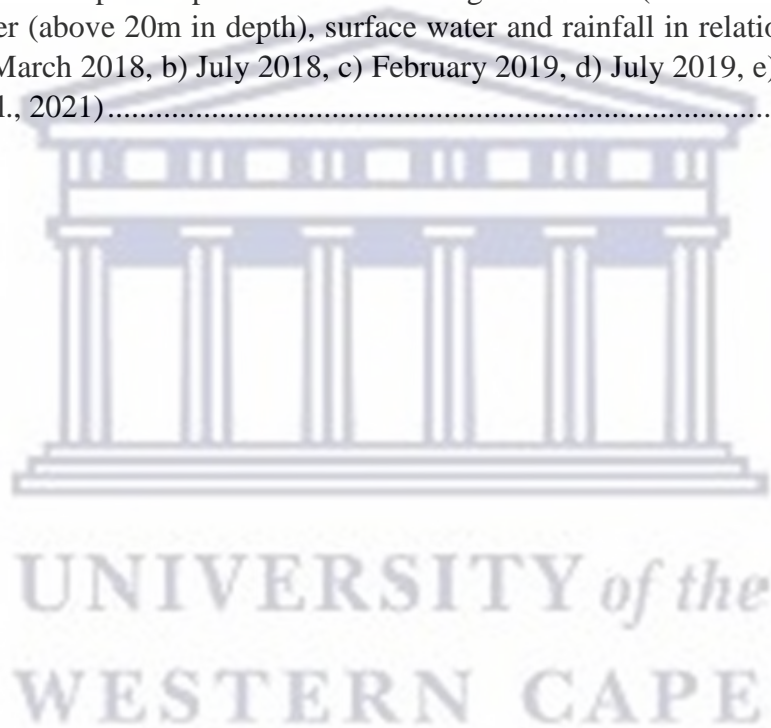 er (above 20m in depth), surface water and rainfall in relatio
March 2018, b) July 2018, c) February 2019, d) July 2019, e)
l., 2021)..........................................................................
UNIVERSITY of the
WESTERN CAPE